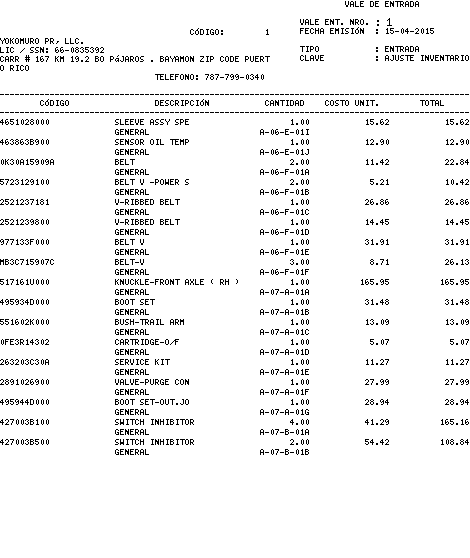 VALE DE ENTRADA
VALE ENT. NRO. : 1
CÓDIGO: 1 FECHA EMISIÓN : 15-04-2015
YOKOMURO PR, LLC.
LIC / SSN: 66-0835392 TIPO : ENTRADA
CARR # 167 KM 19.2 BO PÁJAROS . BAYAMON ZIP CODE PUERT CLAVE : AJUSTE INVENTARIO
O RICO
TELEFONO: 787-799-0340
CÓDIGO DESCRIPCIÓN CANTIDAD COSTO UNIT. TOTAL
4651028000 SLEEVE ASSY SPE 1.00 15.62 15.62
GENERAL A-06-E-01I
463863B900 SENSOR OIL TEMP 1.00 12.90 12.90
GENERAL A-06-E-01J
0K30A15909A BELT 2.00 11.42 22.84
GENERAL A-06-F-01A
5723129100 BELT V -POWER S 2.00 5.21 10.42
GENERAL A-06-F-01B
2521237181 V-RIBBED BELT 1.00 26.86 26.86
GENERAL A-06-F-01C
2521239800 V-RIBBED BELT 1.00 14.45 14.45
GENERAL A-06-F-01D
977133F000 BELT V 1.00 31.91 31.91
GENERAL A-06-F-01E
MB3C715907C BELT-V 3.00 8.71 26.13
GENERAL A-06-F-01F
517161U000 KNUCKLE-FRONT AXLE ( RH ) 1.00 165.95 165.95
GENERAL A-07-A-01A
495934D000 BOOT SET 1.00 31.48 31.48
GENERAL A-07-A-01B
551602K000 BUSH-TRAIL ARM 1.00 13.09 13.09
GENERAL A-07-A-01C
0FE3R14302 CARTRIDGE-O/F 1.00 5.07 5.07
GENERAL A-07-A-01D
263203C30A SERVICE KIT 1.00 11.27 11.27
GENERAL A-07-A-01E
2891026900 VALVE-PURGE CON 1.00 27.99 27.99
GENERAL A-07-A-01F
495944D000 BOOT SET-OUT.JO 1.00 28.94 28.94
GENERAL A-07-A-01G
427003B100 SWITCH INHIBITOR 4.00 41.29 165.16
GENERAL A-07-B-01A
427003B500 SWITCH INHIBITOR 2.00 54.42 108.84
GENERAL A-07-B-01B